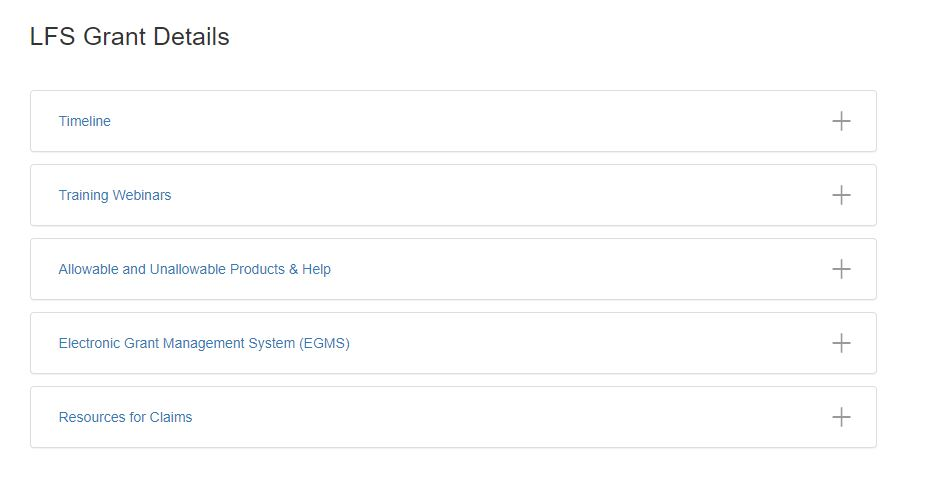 LFS Grant Details
Timeline
Training Webinars
Allowable and Unallowable Products & Help
Electronic Grant Management System (EGMS)
Resources for Claims